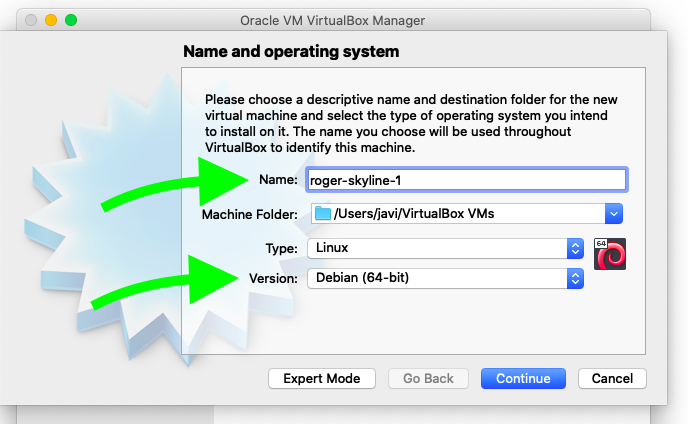 Oracle VM VirtualBox Manager
Name and operating system
Please choose a descriptive name and destination folder for the new
virtual machine and select the type of operating system you intend
to install on it. The name you choose will be used throughout
VirtualBox to identify this machine.
Name: roger-skyline-1
Machine Folder: /Users/javi/VirtualBox VMs
Type: Linux
64
Version: Debian (64-bit)
Expert Mode Go Back Continue Cancel